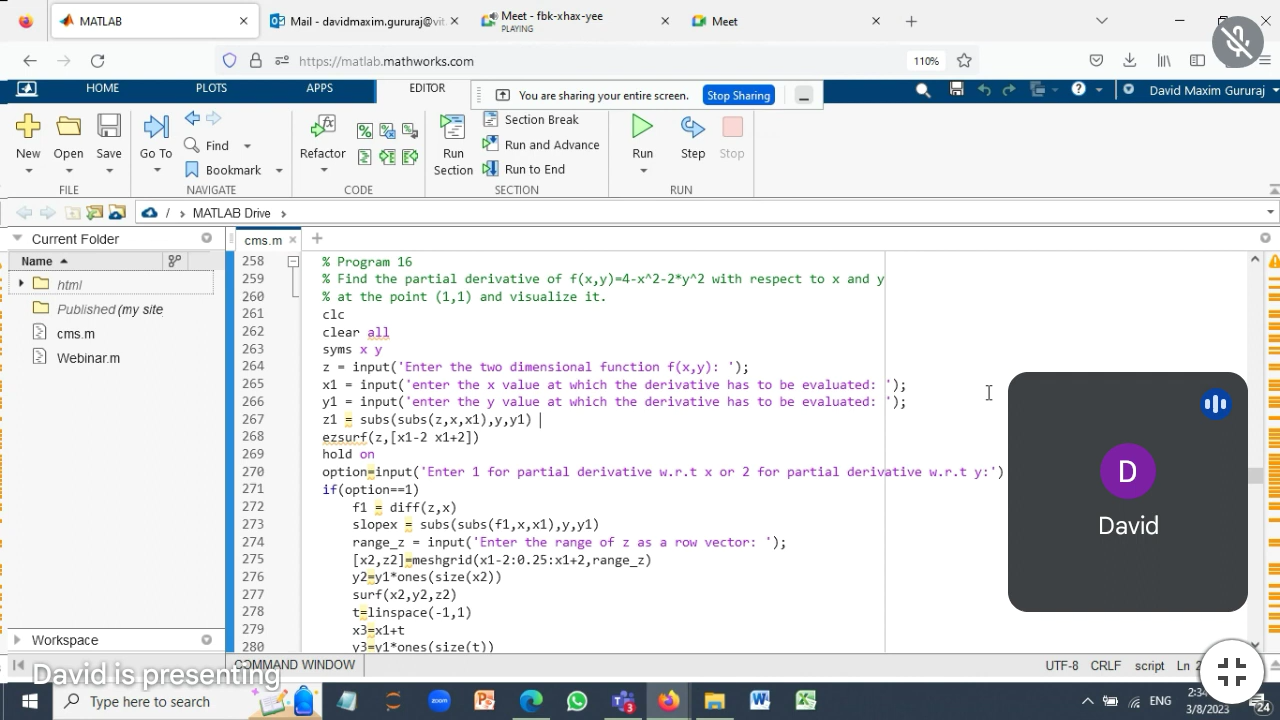 MATLAB
Mail - davidmaxim.gururaj@vit.
Meet - fbk-xhax-yee
PLAYING
Meet
https://matlab.mathworks.com
110%
HOME
PLOTS
APPS
EDITOR
You are sharing your entire screen.
Stop Sharing
David Maxim Gururaj
New
Open
Save
FILE
Go To
Find
Bookmark
NAVIGATE
Refactor
CODE
Run Section
Section Break
Run and Advance
Run to End
SECTION
Run
Step
Stop
RUN
/ › MATLAB Drive ›
Current Folder
Name
html
Published (my site
cms.m
Webinar.m
Workspace
cms.m
258 % Program 16
259 % Find the partial derivative of f(x,y)=4-x^2-2*y^2 with respect to x and y
260 % at the point (1,1) and visualize it.
261 clc
262 clear all
263 syms x y
264 z = input('Enter the two dimensional function f(x,y): ');
265 x1 = input('enter the x value at which the derivative has to be evaluated: ');
266 y1 = input('enter the y value at which the derivative has to be evaluated: ');
267 z1 = subs(subs(z,x,x1),y,y1)
268 ezsurf(z,[x1-2 x1+2])
269 hold on
270 option=input('Enter 1 for partial derivative w.r.t x or 2 for partial derivative w.r.t y:')
271 if(option==1)
272 f1 = diff(z,x)
273 slopex = subs(subs(f1,x,x1),y,y1)
274 range_z = input('Enter the range of z as a row vector: ');
275 [x2,z2]=meshgrid(x1-2:0.25:x1+2,range_z)
276 y2=y1*ones(size(x2))
277 surf(x2,y2,z2)
278 t=linspace(-1,1)
279 x3=x1+t
280 y3=y1*ones(size(t))
D
David
COMMAND WINDOW
UTF-8
CRLF
script
Ln
David is presenting
Type here to search
zoom
ENG
3/8/2023
24